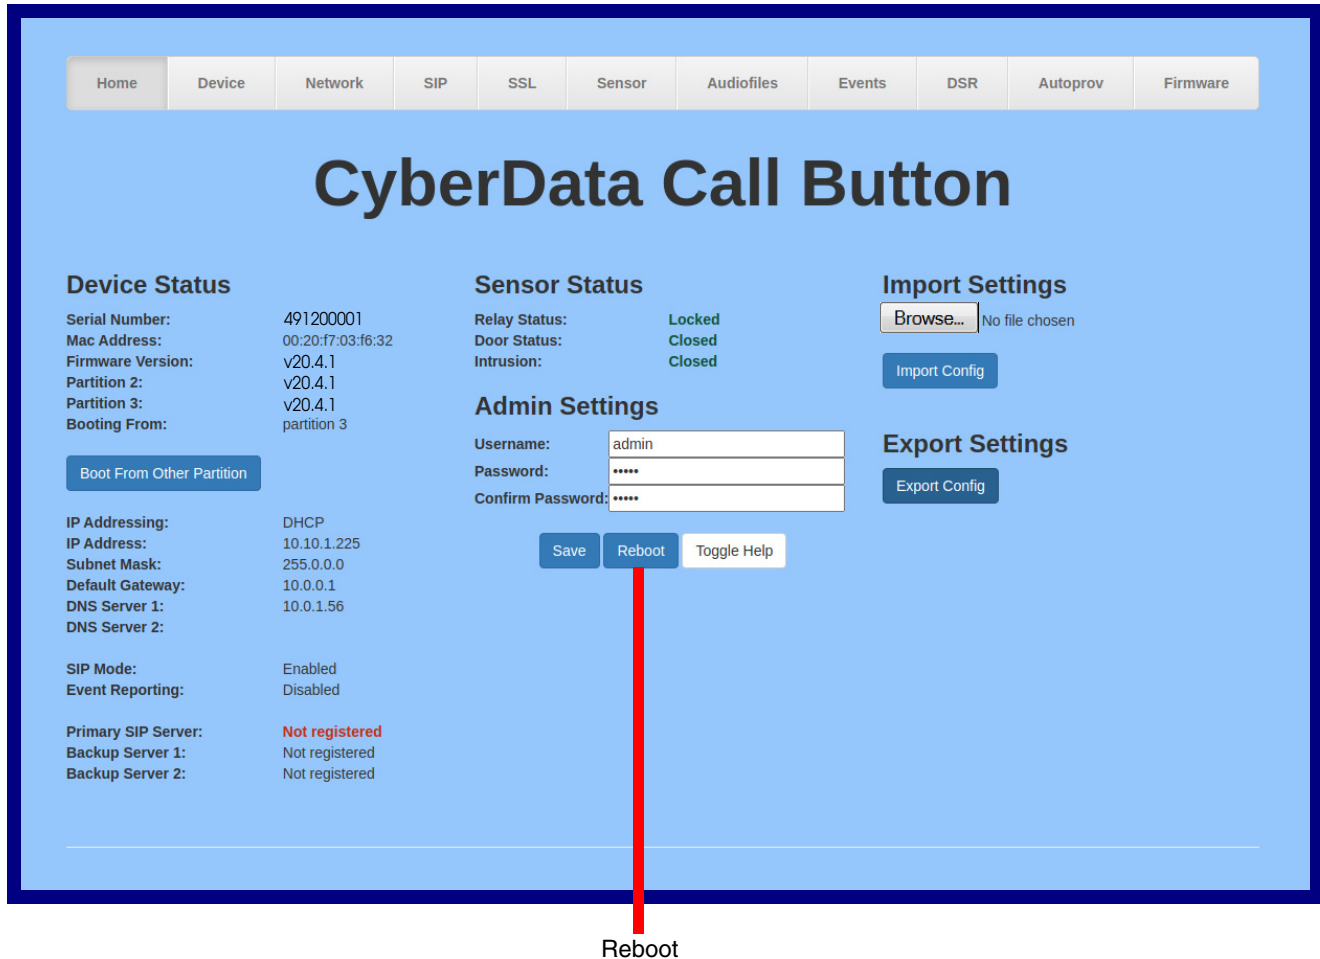 Home Device Network SIP SSL Sensor Audiofiles Events DSR Autoprov Firmware
CyberData Call Button
Device Status
Serial Number: 491200001
Mac Address: 00:20:f7:03:f6:32
Firmware Version: v20.4.1
Partition 2: v20.4.1
Partition 3: v20.4.1
Booting From: partition 3
Boot From Other Partition
IP Addressing: DHCP
IP Address: 10.10.1.225
Subnet Mask: 255.0.0.0
Default Gateway: 10.0.0.1
DNS Server 1: 10.0.1.56
DNS Server 2:
SIP Mode: Enabled
Event Reporting: Disabled
Primary SIP Server: Not registered
Backup Server 1: Not registered
Backup Server 2: Not registered
Sensor Status
Relay Status: Locked
Door Status: Closed
Intrusion: Closed
Admin Settings
Username: admin
Password: •••••
Confirm Password: •••••
Save Reboot Toggle Help
Import Settings
Browse... No file chosen
Import Config
Export Settings
Export Config
Reboot